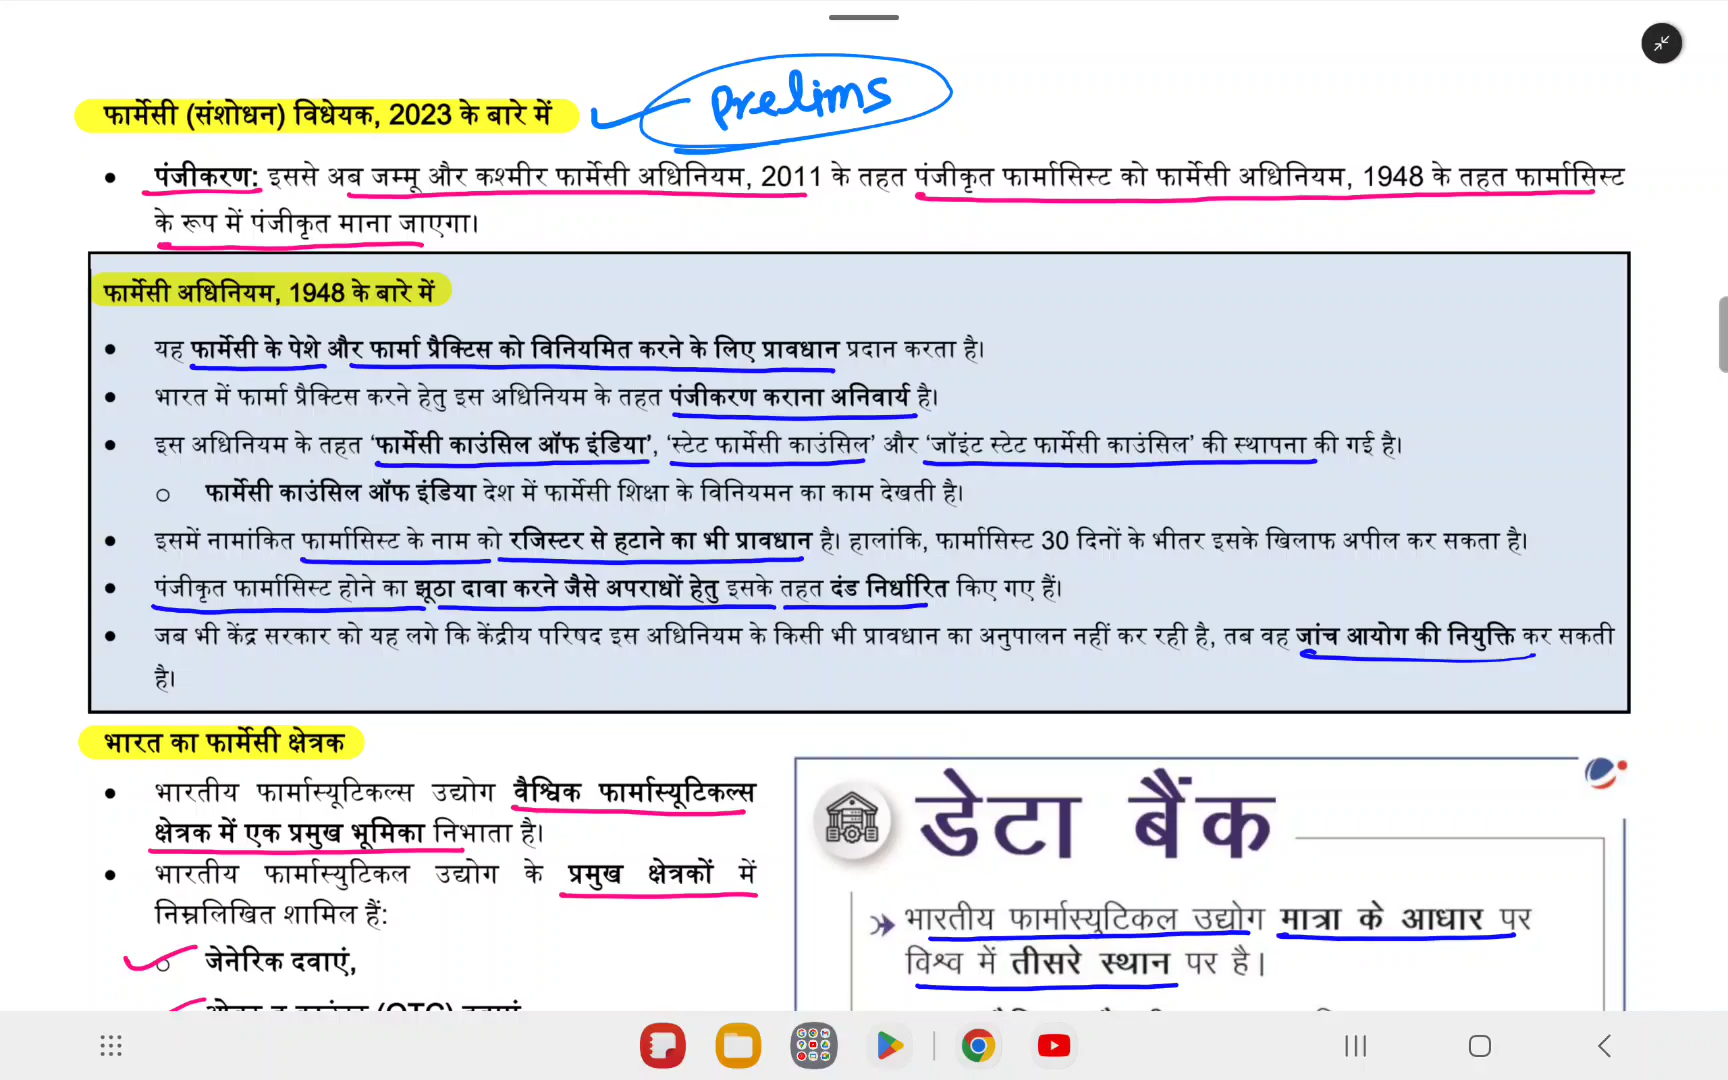 prelims
फार्मेसी (संशोधन) विधेयक, 2023 के बारे में
• पंजीकरण: इससे अब जम्मू और कश्मीर फार्मेसी अधिनियम, 2011 के तहत पंजीकृत फार्मासिस्ट को फार्मेसी अधिनियम, 1948 के तहत फार्मासिस्ट
के रूप में पंजीकृत माना जाएगा।
फार्मेसी अधिनियम, 1948 के बारे में
• यह फार्मेसी के पेशे और फार्मा प्रैक्टिस को विनियमित करने के लिए प्रावधान प्रदान करता है।
• भारत में फार्मा प्रैक्टिस करने हेतु इस अधिनियम के तहत पंजीकरण कराना अनिवार्य है।
• इस अधिनियम के तहत ‘फार्मेसी काउंसिल ऑफ इंडिया’, ‘स्टेट फार्मेसी काउंसिल’ और ‘जॉइंट स्टेट फार्मेसी काउंसिल’ की स्थापना की गई है।
○ फार्मेसी काउंसिल ऑफ इंडिया देश में फार्मेसी शिक्षा के विनियमन का काम देखती है।
• इसमें नामांकित फार्मासिस्ट के नाम को रजिस्टर से हटाने का भी प्रावधान है। हालांकि, फार्मासिस्ट 30 दिनों के भीतर इसके खिलाफ अपील कर सकता है।
• पंजीकृत फार्मासिस्ट होने का झूठा दावा करने जैसे अपराधों हेतु इसके तहत दंड निर्धारित किए गए हैं।
• जब भी केंद्र सरकार को यह लगे कि केंद्रीय परिषद इस अधिनियम के किसी भी प्रावधान का अनुपालन नहीं कर रही है, तब वह जांच आयोग की नियुक्ति कर सकती
है।
भारत का फार्मेसी क्षेत्रक
• भारतीय फार्मास्यूटिकल्स उद्योग वैश्विक फार्मास्यूटिकल्स
क्षेत्रक में एक प्रमुख भूमिका निभाता है।
• भारतीय फार्मास्युटिकल उद्योग के प्रमुख क्षेत्रकों में
निम्नलिखित शामिल हैं:
○ जेनेरिक दवाएं,
(OTC) दवाएं
डेटा बैंक
भारतीय फार्मास्यूटिकल उद्योग मात्रा के आधार पर
विश्व में तीसरे स्थान पर है।